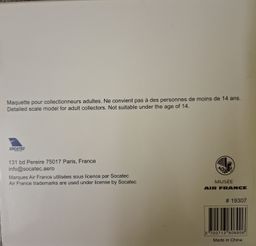 Maquette pour collectionneurs adultes. Ne convient pas à des personnes de moins de 14 ans.
Detailed scale model for adult collectors. Not suitable under the age of 14.
SOCATEC
131 bd Pereire 75017 Paris, France
info@socatec.aero
Marques Air France utilisées sous licence par Socatec
Air France trademarks are used under license by Socatec
MUSÉE
AIR FRANCE
# 19307
Made in China